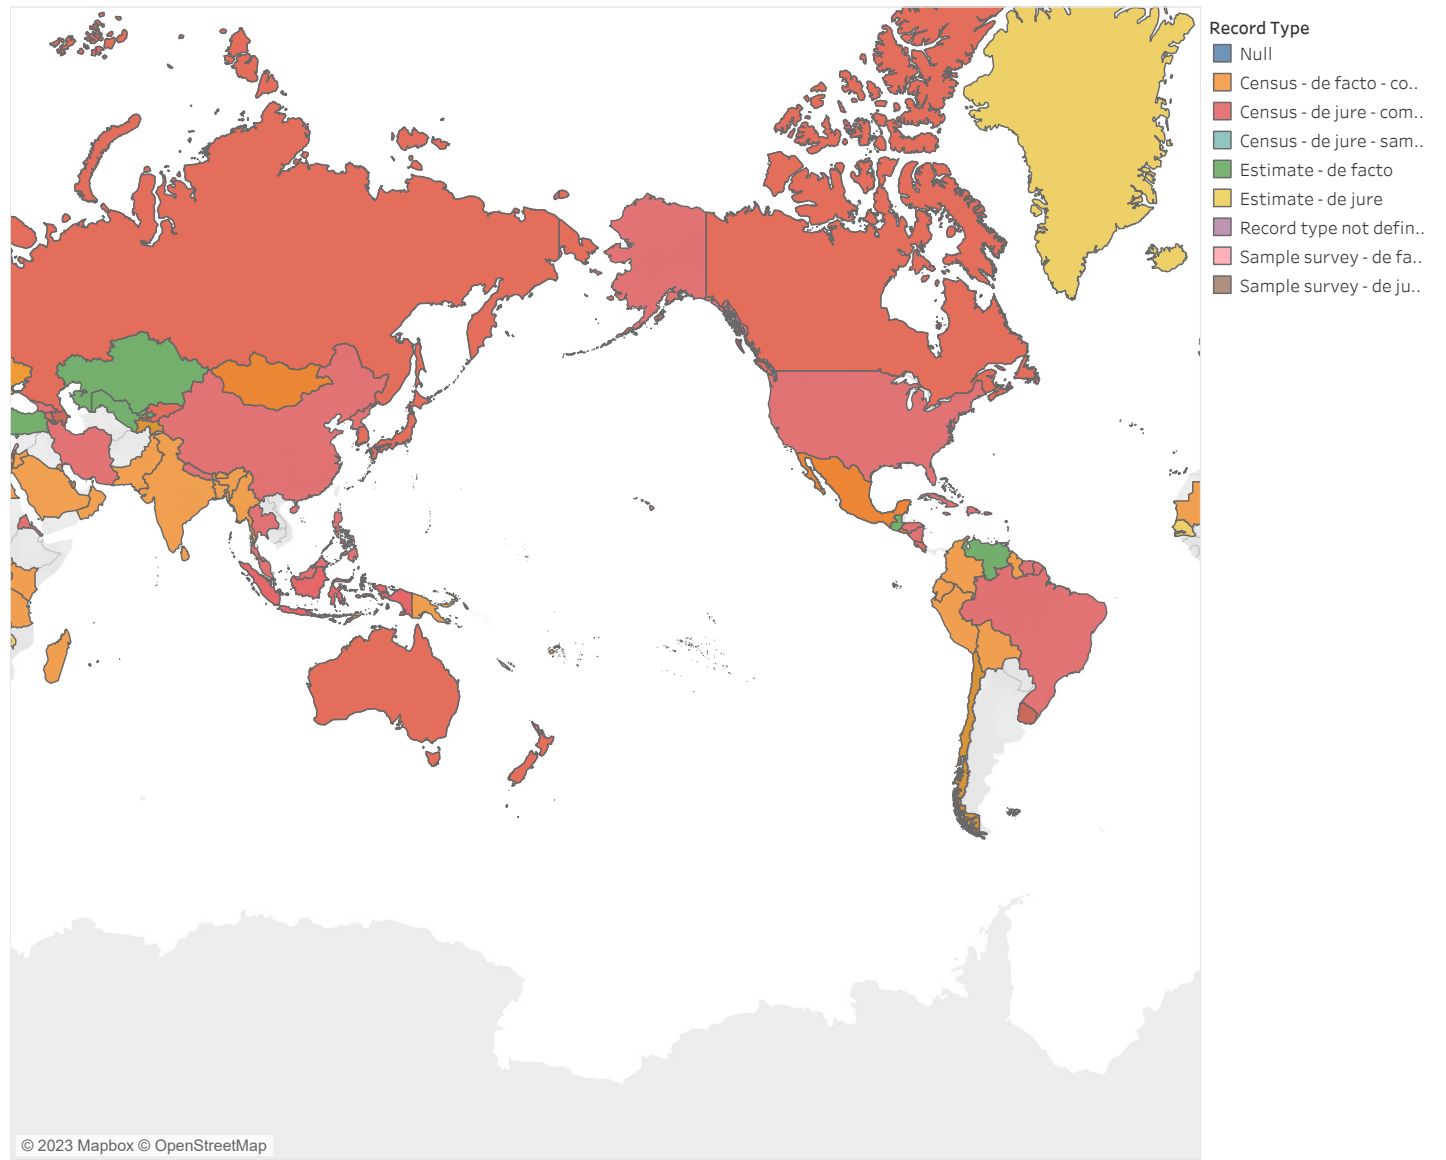 Record Type
Null
Census - de facto - co..
Census - de jure - com..
Census - de jure - sam..
Estimate - de facto
Estimate - de jure
Record type not defin..
Sample survey - de fa..
Sample survey - de ju..
© 2023 Mapbox © OpenStreetMap